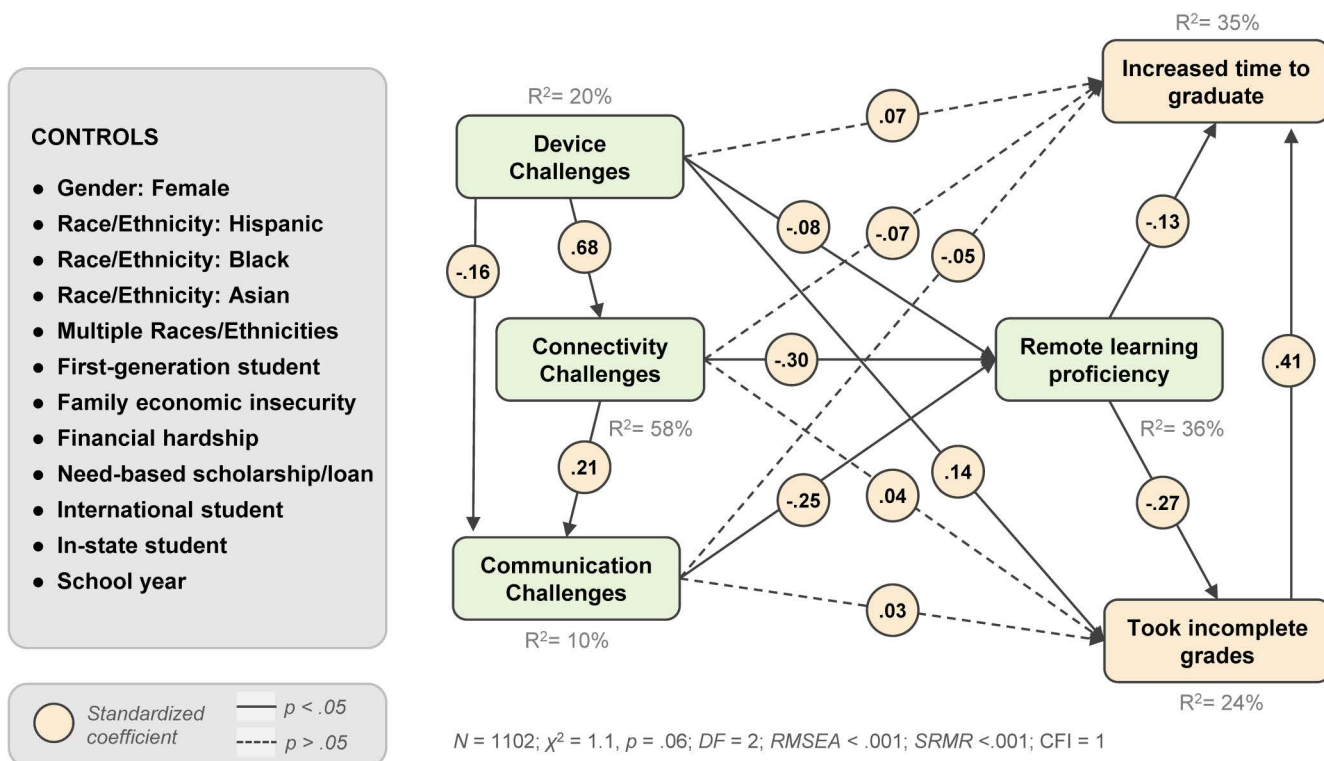 CONTROLS
● Gender: Female
● Race/Ethnicity: Hispanic
● Race/Ethnicity: Black
● Race/Ethnicity: Asian
● Multiple Races/Ethnicities
● First-generation student
● Family economic insecurity
● Financial hardship
● Need-based scholarship/loan
● International student
● In-state student
● School year
Standardized
coefficient
p < .05
p > .05
R²= 20%
Device
Challenges
-.16
.68
Connectivity
Challenges
R²= 58%
.21
Communication
Challenges
R²= 10%
.07
-.08
-.07
-.05
-.30
-.25
.04
.14
.03
R²= 35%
Increased time to
graduate
-.13
Remote learning
proficiency
R²= 36%
.41
-.27
Took incomplete
grades
R²= 24%
N = 1102; χ² = 1.1, p = .06; DF = 2; RMSEA < .001; SRMR <.001; CFI = 1